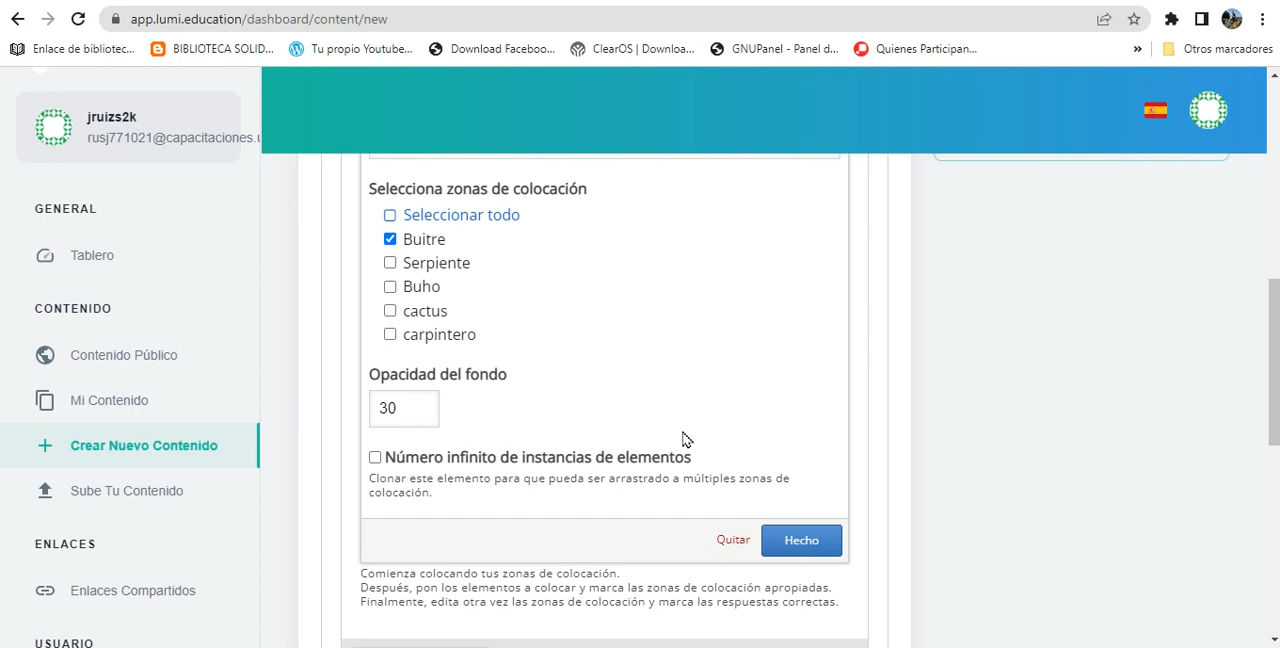 app.lumi.education/dashboard/content/new
Enlace de bibliotec... BIBLIOTECA SOLID... Tu propio Youtube... Download Faceboo... ClearOS | Downloa... GNUPanel - Panel d... Quienes Participan... » Otros marcadores
jruizs2k
rusj771021@capacitaciones.u
GENERAL
Tablero
CONTENIDO
Contenido Público
Mi Contenido
Crear Nuevo Contenido
Sube Tu Contenido
ENLACES
Enlaces Compartidos
USUARIO
Selecciona zonas de colocación
Seleccionar todo
Buitre
Serpiente
Buho
cactus
carpintero
Opacidad del fondo
30
Número infinito de instancias de elementos
Clonar este elemento para que pueda ser arrastrado a múltiples zonas de
colocación.
Quitar Hecho
Comienza colocando tus zonas de colocación.
Después, pon los elementos a colocar y marca las zonas de colocación apropiadas.
Finalmente, edita otra vez las zonas de colocación y marca las respuestas correctas.